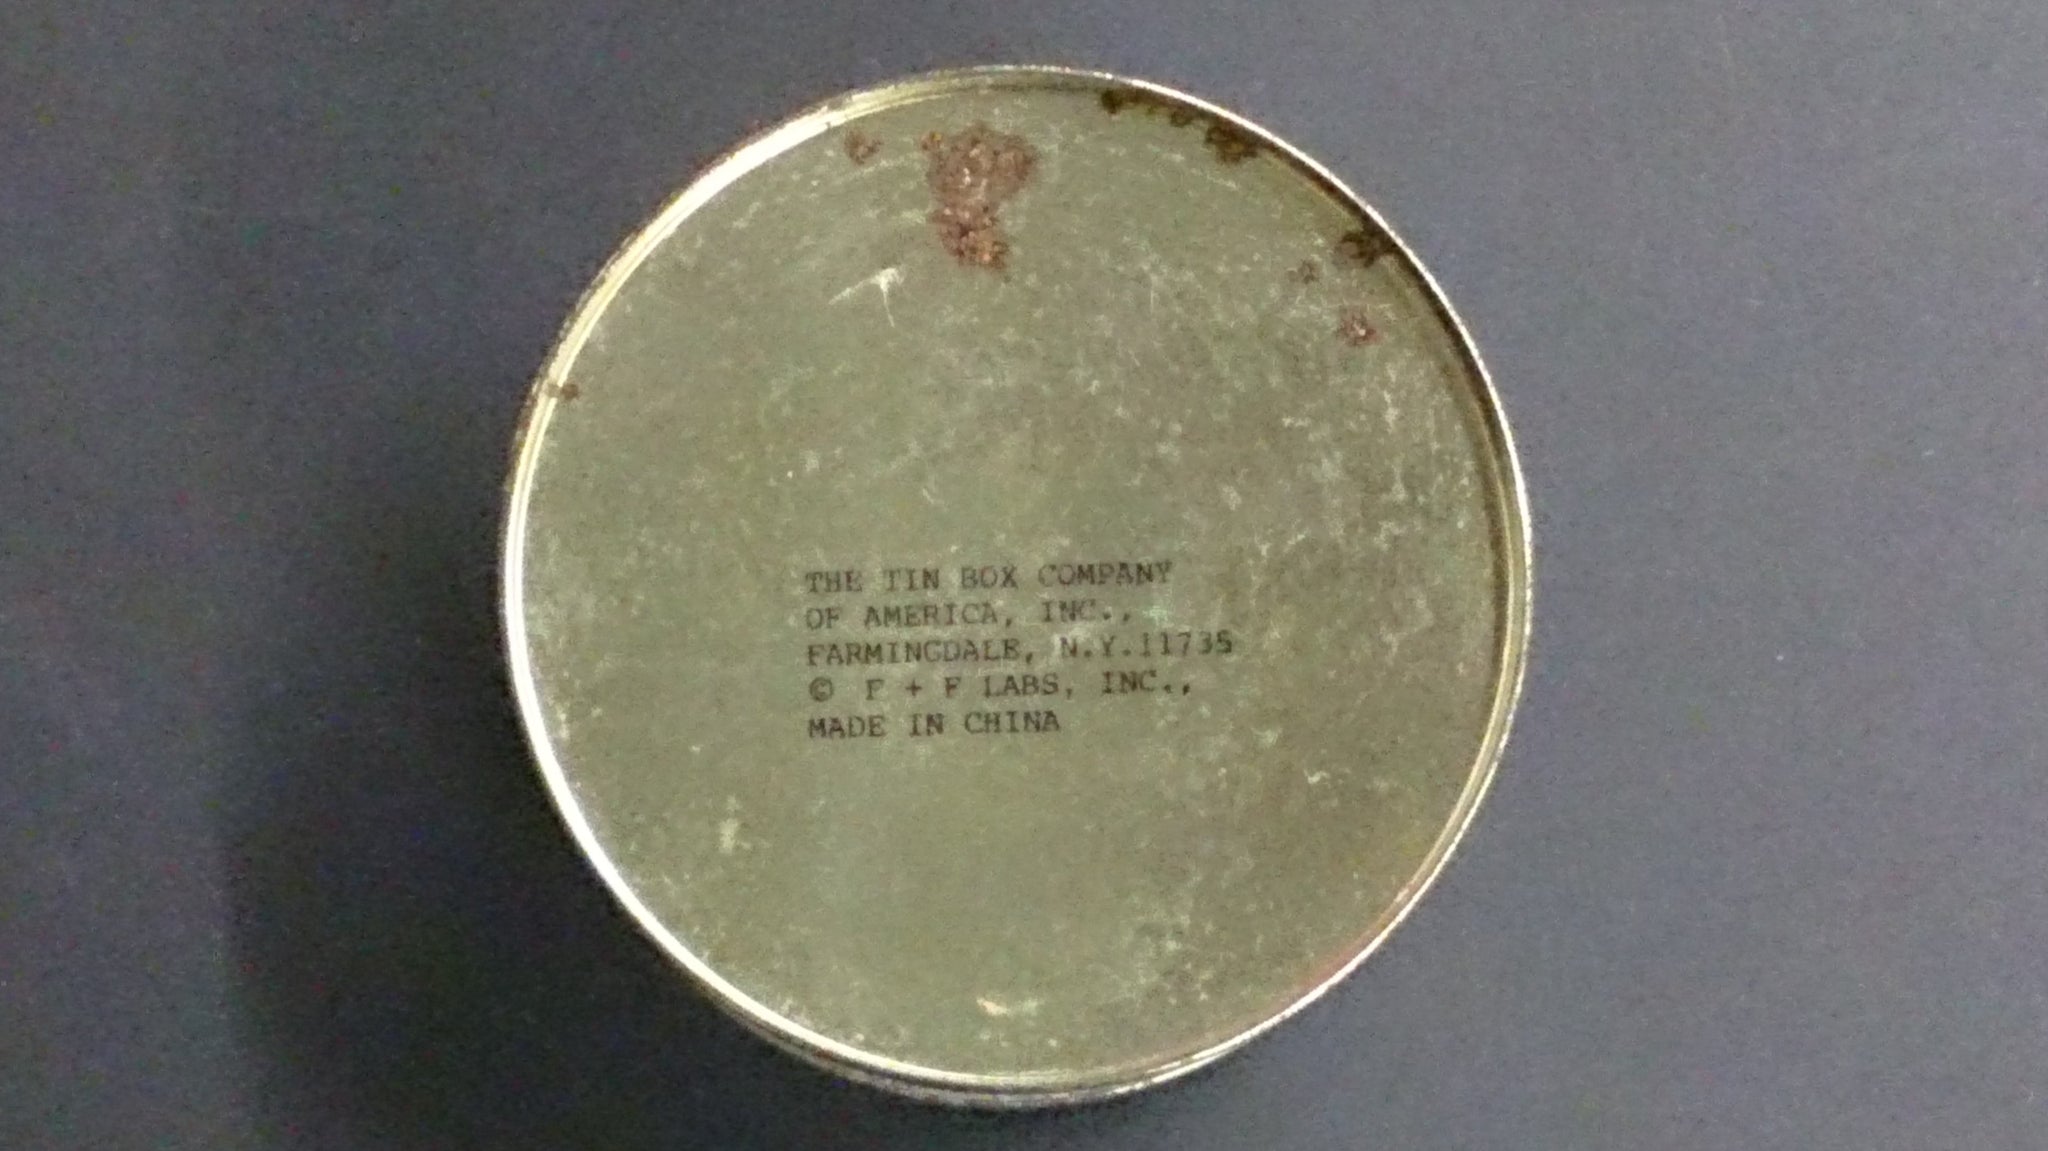 THE TIN BOX COMPANY
OF AMERICA, INC.,
FARMINGDALE, N.Y.11735
© F + F LABS, INC.,
MADE IN CHINA